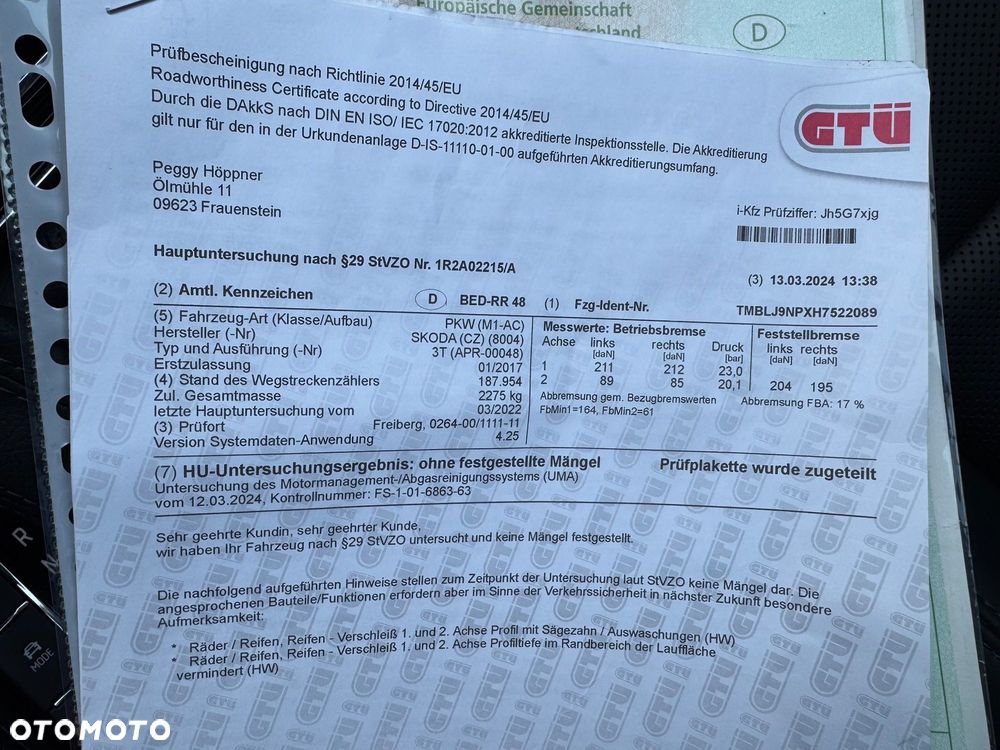 Europäische Gemeinschaft
D
Prüfbescheinigung nach Richtlinie 2014/45/EU
Roadworthiness Certificate according to Directive 2014/45/EU
Durch die DAkkS nach DIN EN ISO/ IEC 17020:2012 akkreditierte Inspektionsstelle. Die Akkreditierung
gilt nur für den in der Urkundenanlage D-IS-11110-01-00 aufgeführten Akkreditierungsumfang.
GTÜ
Peggy Höppner
Ölmühle 11
09623 Frauenstein
i-Kfz Prüfziffer: Jh5G7xjg
Hauptuntersuchung nach §29 StVZO Nr. 1R2A02215/A
(3) 13.03.2024 13:38
(2) Amtl. Kennzeichen D BED-RR 48 (1) Fzg-Ident-Nr. TMBLJ9NPXH7522089
(5) Fahrzeug-Art (Klasse/Aufbau) PKW (M1-AC)
Hersteller (-Nr) SKODA (CZ) (8004)
Typ und Ausführung (-Nr) 3T (APR-00048)
Erstzulassung 01/2017
(4) Stand des Wegstreckenzählers 187.954
Zul. Gesamtmasse 2275 kg
letzte Hauptuntersuchung vom 03/2022
(3) Prüfort Freiberg, 0264-00/1111-11
Version Systemdaten-Anwendung 4.25
Messwerte: Betriebsbremse
Achse links rechts Druck
[daN] [daN] [bar]
1 211 212 23,0
2 89 85 20,1
Abbremsung gem. Bezugbremswerten
FbMin1=164, FbMin2=61
Feststellbremse
links rechts
[daN] [daN]
204 195
Abbremsung FBA: 17 %
(7) HU-Untersuchungsergebnis: ohne festgestellte Mängel Prüfplakette wurde zugeteilt
Untersuchung des Motormanagement-/Abgasreinigungssystems (UMA)
vom 12.03.2024, Kontrollnummer: FS-1-01-6863-63
Sehr geehrte Kundin, sehr geehrter Kunde,
wir haben Ihr Fahrzeug nach §29 StVZO untersucht und keine Mängel festgestellt.
Die nachfolgend aufgeführten Hinweise stellen zum Zeitpunkt der Untersuchung laut StVZO keine Mängel dar. Die
angesprochenen Bauteile/Funktionen erfordern aber im Sinne der Verkehrssicherheit in nächster Zukunft besondere
Aufmerksamkeit:
* Räder / Reifen, Reifen - Verschleiß 1. und 2. Achse Profil mit Sägezahn / Auswaschungen (HW)
* Räder / Reifen, Reifen - Verschleiß 1. und 2. Achse Profiltiefe im Randbereich der Lauffläche
vermindert (HW)
R
N
MODE
OTOMOTO